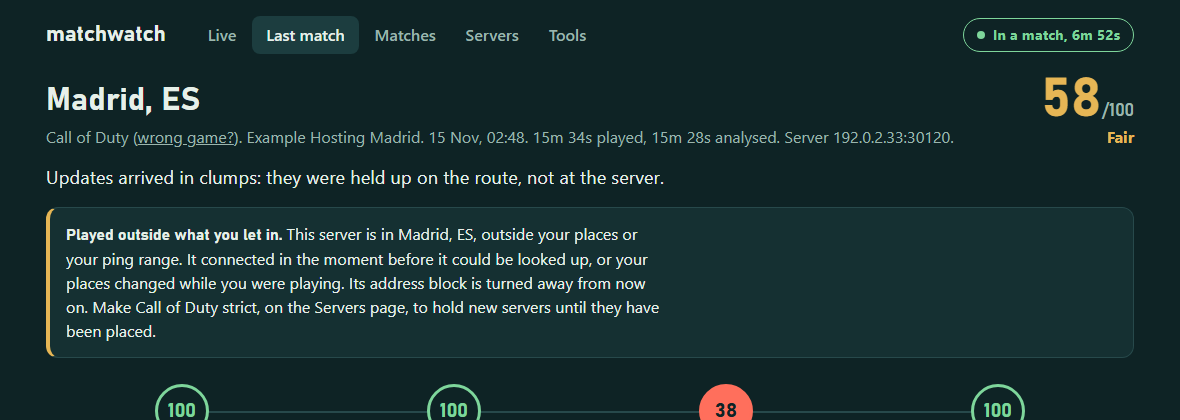 matchwatch Live Last match Matches Servers Tools In a match, 6m 52s
Madrid, ES
58/100
Call of Duty (wrong game?). Example Hosting Madrid. 15 Nov, 02:48. 15m 34s played, 15m 28s analysed. Server 192.0.2.33:30120.
Fair
Updates arrived in clumps: they were held up on the route, not at the server.
Played outside what you let in. This server is in Madrid, ES, outside your places or
your ping range. It connected in the moment before it could be looked up, or your
places changed while you were playing. Its address block is turned away from now
on. Make Call of Duty strict, on the Servers page, to hold new servers until they have
been placed.
100 100 38 100